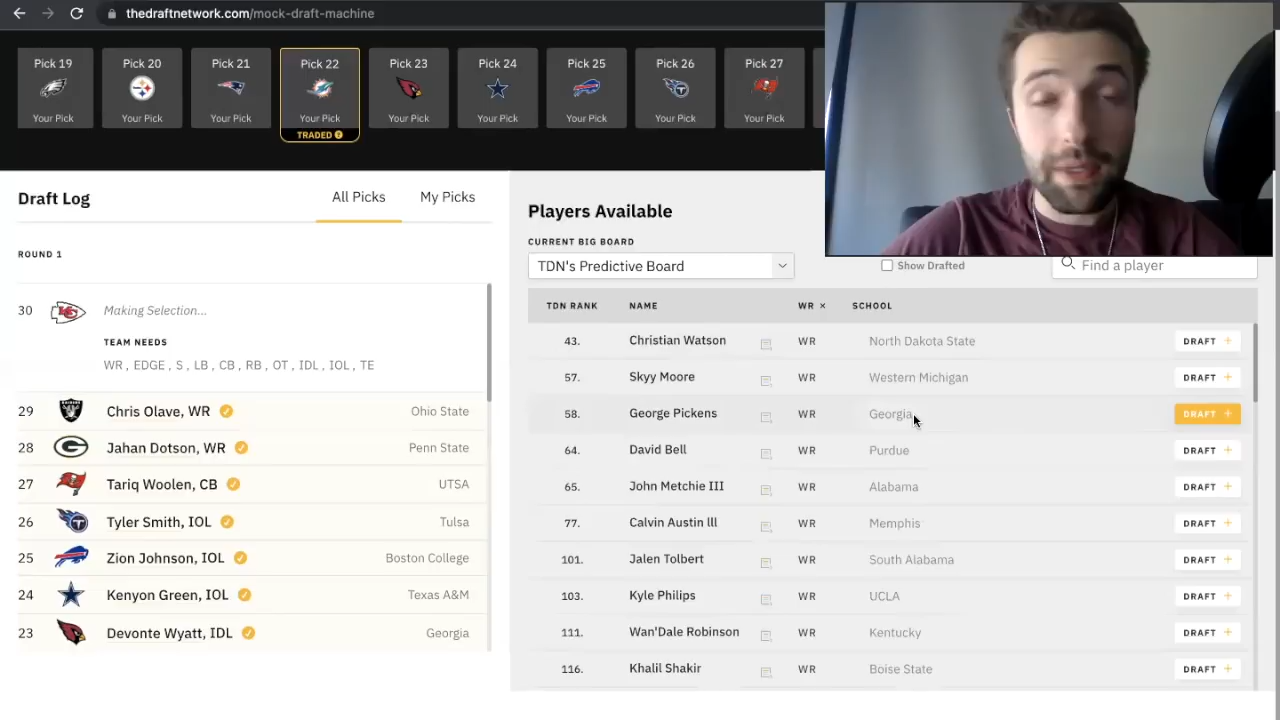 thedraftnetwork.com/mock-draft-machine
Pick 19 Pick 20 Pick 21 Pick 22 Pick 23 Pick 24 Pick 25 Pick 26 Pick 27
Your Pick Your Pick Your Pick Your Pick Your Pick Your Pick Your Pick Your Pick Your Pick
TRADED
Draft Log All Picks My Picks
ROUND 1
30 Making Selection...
TEAM NEEDS
WR , EDGE , S , LB , CB , RB , OT , IDL , IOL , TE
29 Chris Olave, WR Ohio State
28 Jahan Dotson, WR Penn State
27 Tariq Woolen, CB UTSA
26 Tyler Smith, IOL Tulsa
25 Zion Johnson, IOL Boston College
24 Kenyon Green, IOL Texas A&M
23 Devonte Wyatt, IDL Georgia
Players Available
CURRENT BIG BOARD
TDN's Predictive Board Show Drafted Find a player
TDN RANK NAME WR × SCHOOL
43. Christian Watson WR North Dakota State DRAFT +
57. Skyy Moore WR Western Michigan DRAFT +
58. George Pickens WR Georgia DRAFT +
64. David Bell WR Purdue DRAFT +
65. John Metchie III WR Alabama DRAFT +
77. Calvin Austin lll WR Memphis DRAFT +
101. Jalen Tolbert WR South Alabama DRAFT +
103. Kyle Philips WR UCLA DRAFT +
111. Wan'Dale Robinson WR Kentucky DRAFT +
116. Khalil Shakir WR Boise State DRAFT +